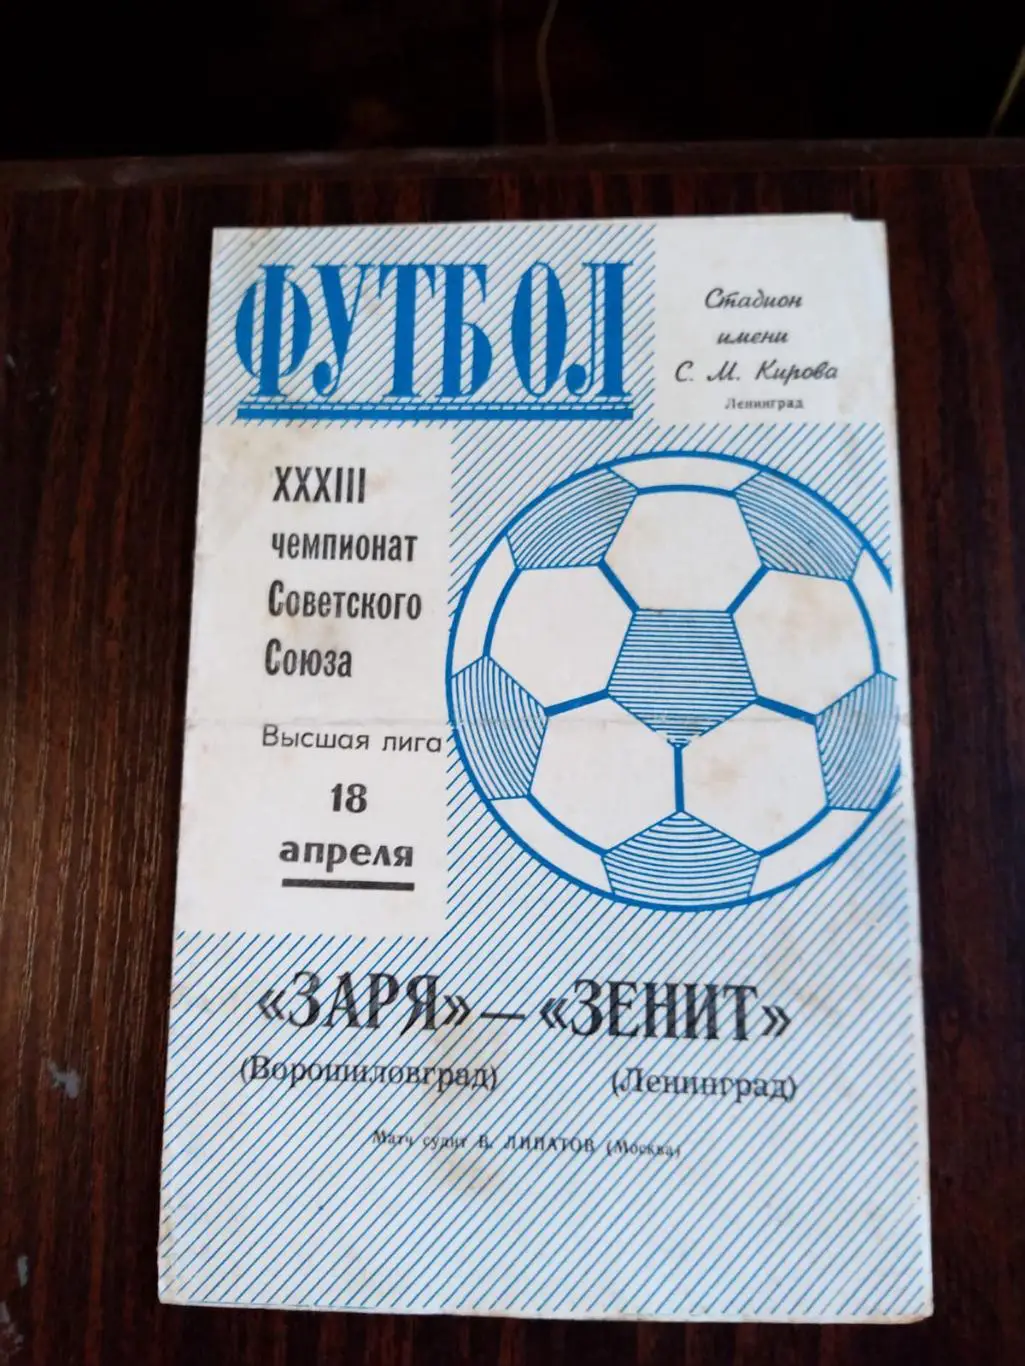 ФУТБОЛ
Стадион
имени
С. М. Кирова
Ленинград
XXXIII
чемпионат
Советского
Союза
Высшая лига
18
апреля
«ЗАРЯ» — «ЗЕНИТ»
(Ворошиловград) (Ленинград)
Матч судит В. ЛИПАТОВ (Москва)